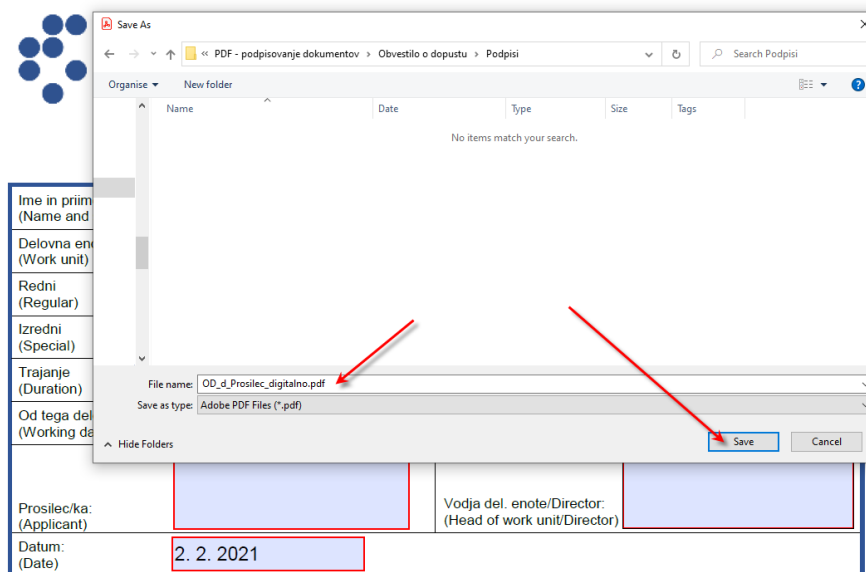 Save As
« PDF - podpisovanje dokumentov › Obvestilo o dopustu › Podpisi
Search Podpisi
Organise
New folder
Name Date Type Size Tags
No items match your search.
Ime in priim
(Name and
Delovna en
(Work unit)
Redni
(Regular)
Izredni
(Special)
Trajanje
(Duration)
Od tega del
(Working da
File name: OD_d_Prosilec_digitalno.pdf
Save as type: Adobe PDF Files (*.pdf)
Hide Folders
Save
Cancel
Prosilec/ka:
(Applicant)
Vodja del. enote/Director:
(Head of work unit/Director)
Datum:
(Date)
2. 2. 2021